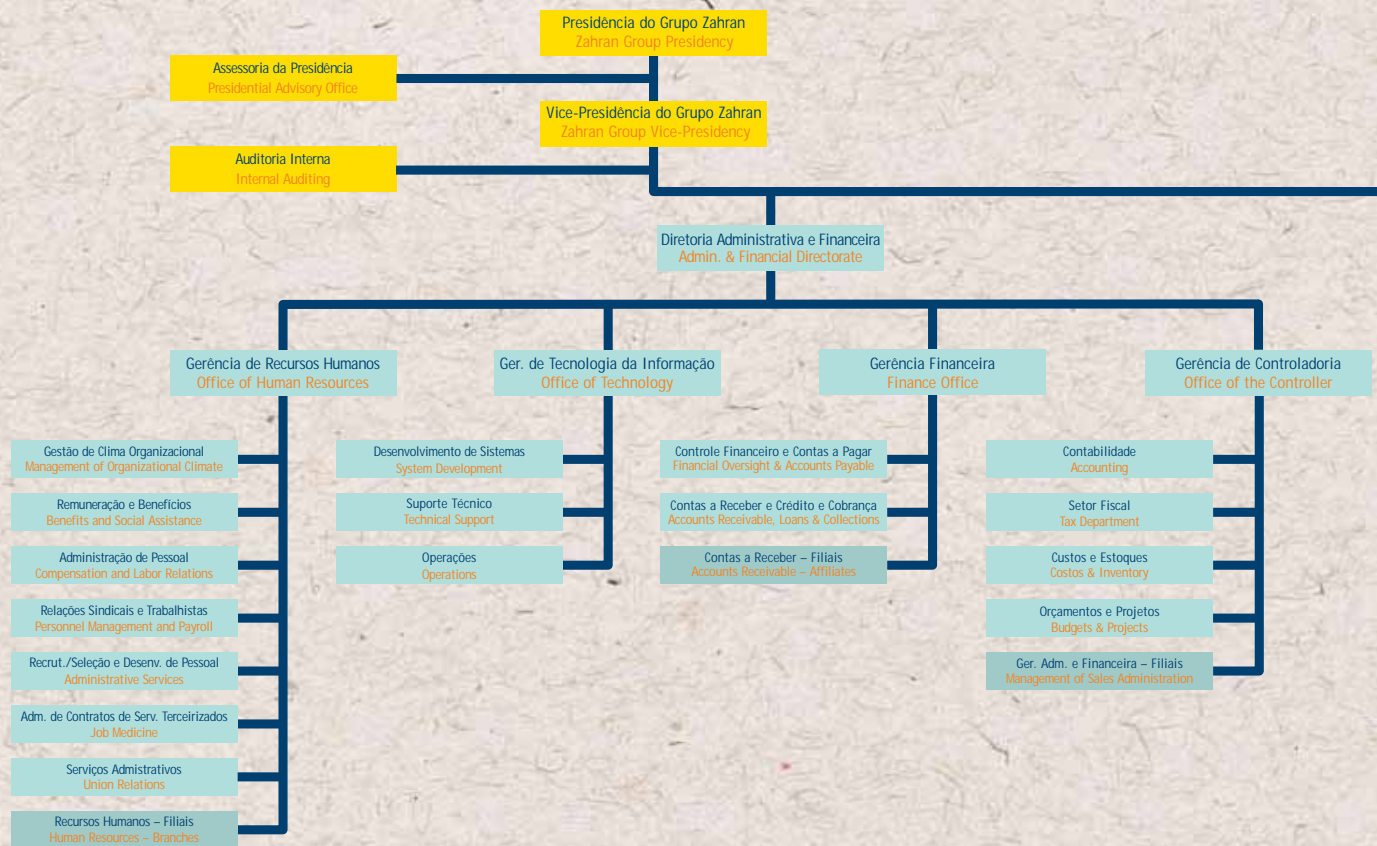 Presidência do Grupo Zahran
Zahran Group Presidency
Assessoria da Presidência
Presidential Advisory Office
Vice-Presidência do Grupo Zahran
Zahran Group Vice-Presidency
Auditoria Interna
Internal Auditing
Diretoria Administrativa e Financeira
Admin. & Financial Directorate
Gerência de Recursos Humanos
Office of Human Resources
Gestão de Clima Organizacional
Management of Organizational Climate
Remuneração e Benefícios
Benefits and Social Assistance
Administração de Pessoal
Compensation and Labor Relations
Relações Sindicais e Trabalhistas
Personnel Management and Payroll
Recrut./Seleção e Desenv. de Pessoal
Administrative Services
Adm. de Contratos de Serv. Terceirizados
Job Medicine
Serviços Admistrativos
Union Relations
Recursos Humanos – Filiais
Human Resources – Branches
Ger. de Tecnologia da Informação
Office of Technology
Desenvolvimento de Sistemas
System Development
Suporte Técnico
Technical Support
Operações
Operations
Gerência Financeira
Finance Office
Controle Financeiro e Contas a Pagar
Financial Oversight & Accounts Payable
Contas a Receber e Crédito e Cobrança
Accounts Receivable, Loans & Collections
Contas a Receber – Filiais
Accounts Receivable – Affiliates
Gerência de Controladoria
Office of the Controller
Contabilidade
Accounting
Setor Fiscal
Tax Department
Custos e Estoques
Costos & Inventory
Orçamentos e Projetos
Budgets & Projects
Ger. Adm. e Financeira – Filiais
Management of Sales Administration